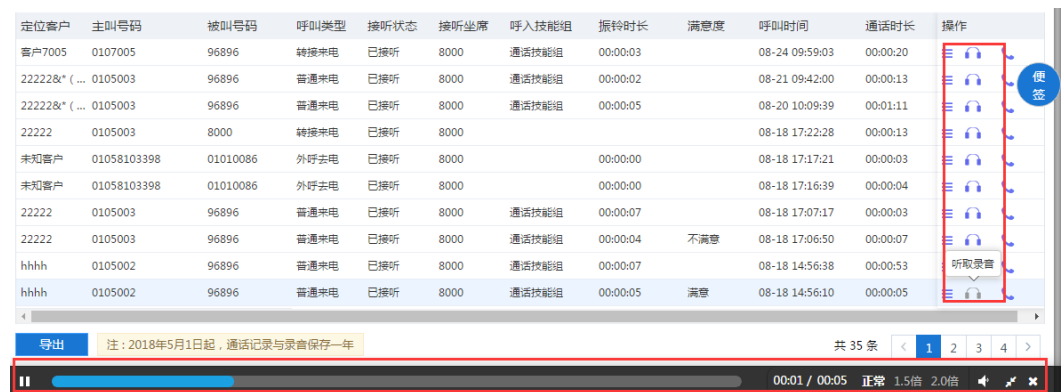 定位客户 主叫号码 被叫号码 呼叫类型 接听状态 接听坐席 呼入技能组 振铃时长 满意度 呼叫时间 通话时长 操作
客户7005 0107005 96896 转接来电 已接听 8000 通话技能组 00:00:03 08-24 09:59:03 00:00:20
22222&* ( ... 0105003 96896 普通来电 已接听 8000 通话技能组 00:00:02 08-21 09:42:00 00:00:13
便签
22222&* ( ... 0105003 96896 普通来电 已接听 8000 通话技能组 00:00:05 08-20 10:09:39 00:01:11
22222 0105003 8000 转接来电 已接听 8000 08-18 17:22:28 00:00:13
未知客户 01058103398 01010086 外呼去电 已接听 8000 00:00:00 08-18 17:17:21 00:00:03
未知客户 01058103398 01010086 外呼去电 已接听 8000 00:00:00 08-18 17:16:39 00:00:04
22222 0105003 96896 普通来电 已接听 8000 通话技能组 00:00:07 08-18 17:07:17 00:00:03
22222 0105003 96896 普通来电 已接听 8000 通话技能组 00:00:04 不满意 08-18 17:06:50 00:00:07
hhhh 0105002 96896 普通来电 已接听 8000 通话技能组 00:00:07 08-18 14:56:38 00:00:53
听取录音
hhhh 0105002 96896 普通来电 已接听 8000 通话技能组 00:00:05 满意 08-18 14:56:10 00:00:05
导出 注：2018年5月1日起，通话记录与录音保存一年 共 35 条 < 1 2 3 4 >
00:01 / 00:05 正常 1.5倍 2.0倍